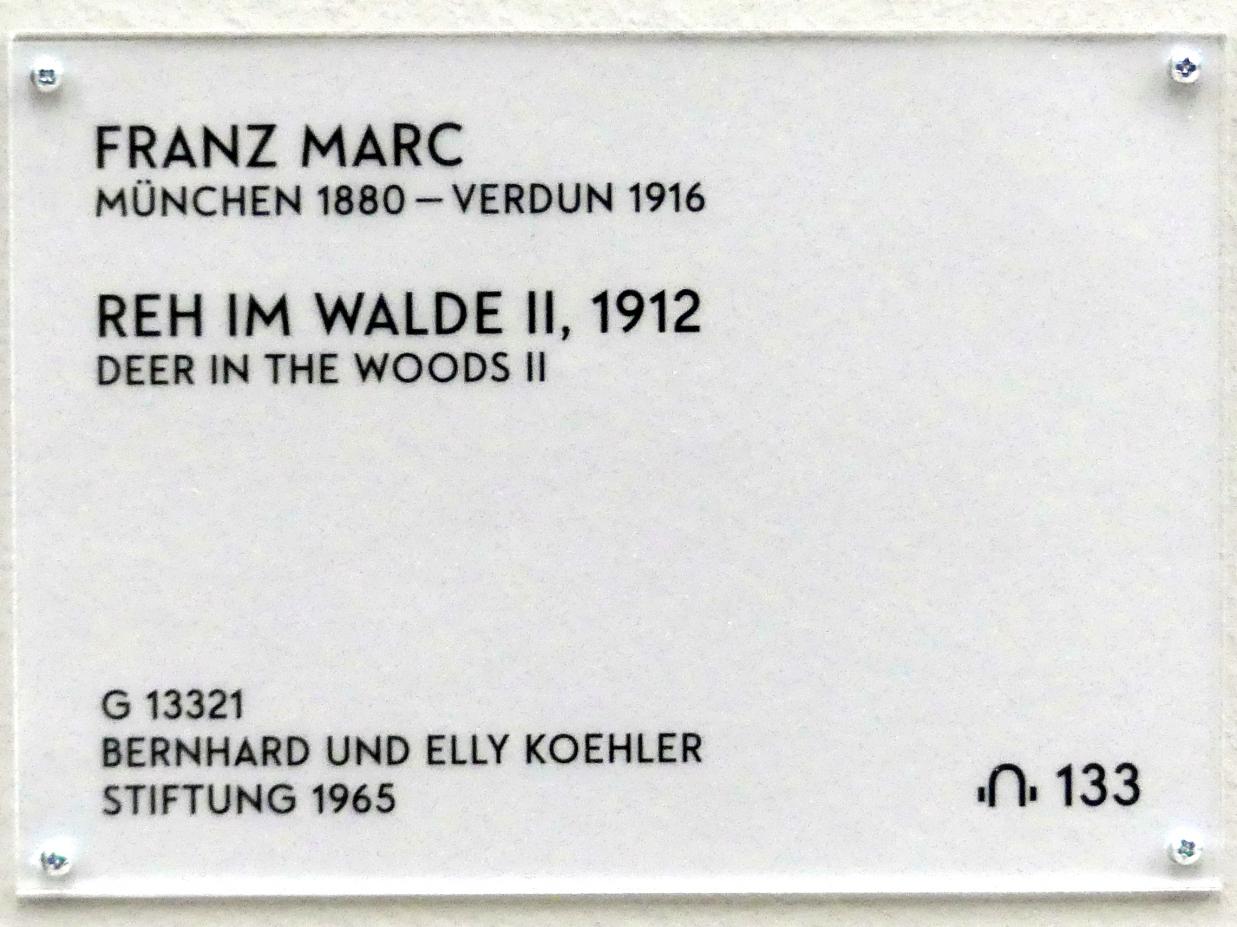 FRANZ MARC
MÜNCHEN 1880 – VERDUN 1916
REH IM WALDE II, 1912
DEER IN THE WOODS II
G 13321
BERNHARD UND ELLY KOEHLER
STIFTUNG 1965
133